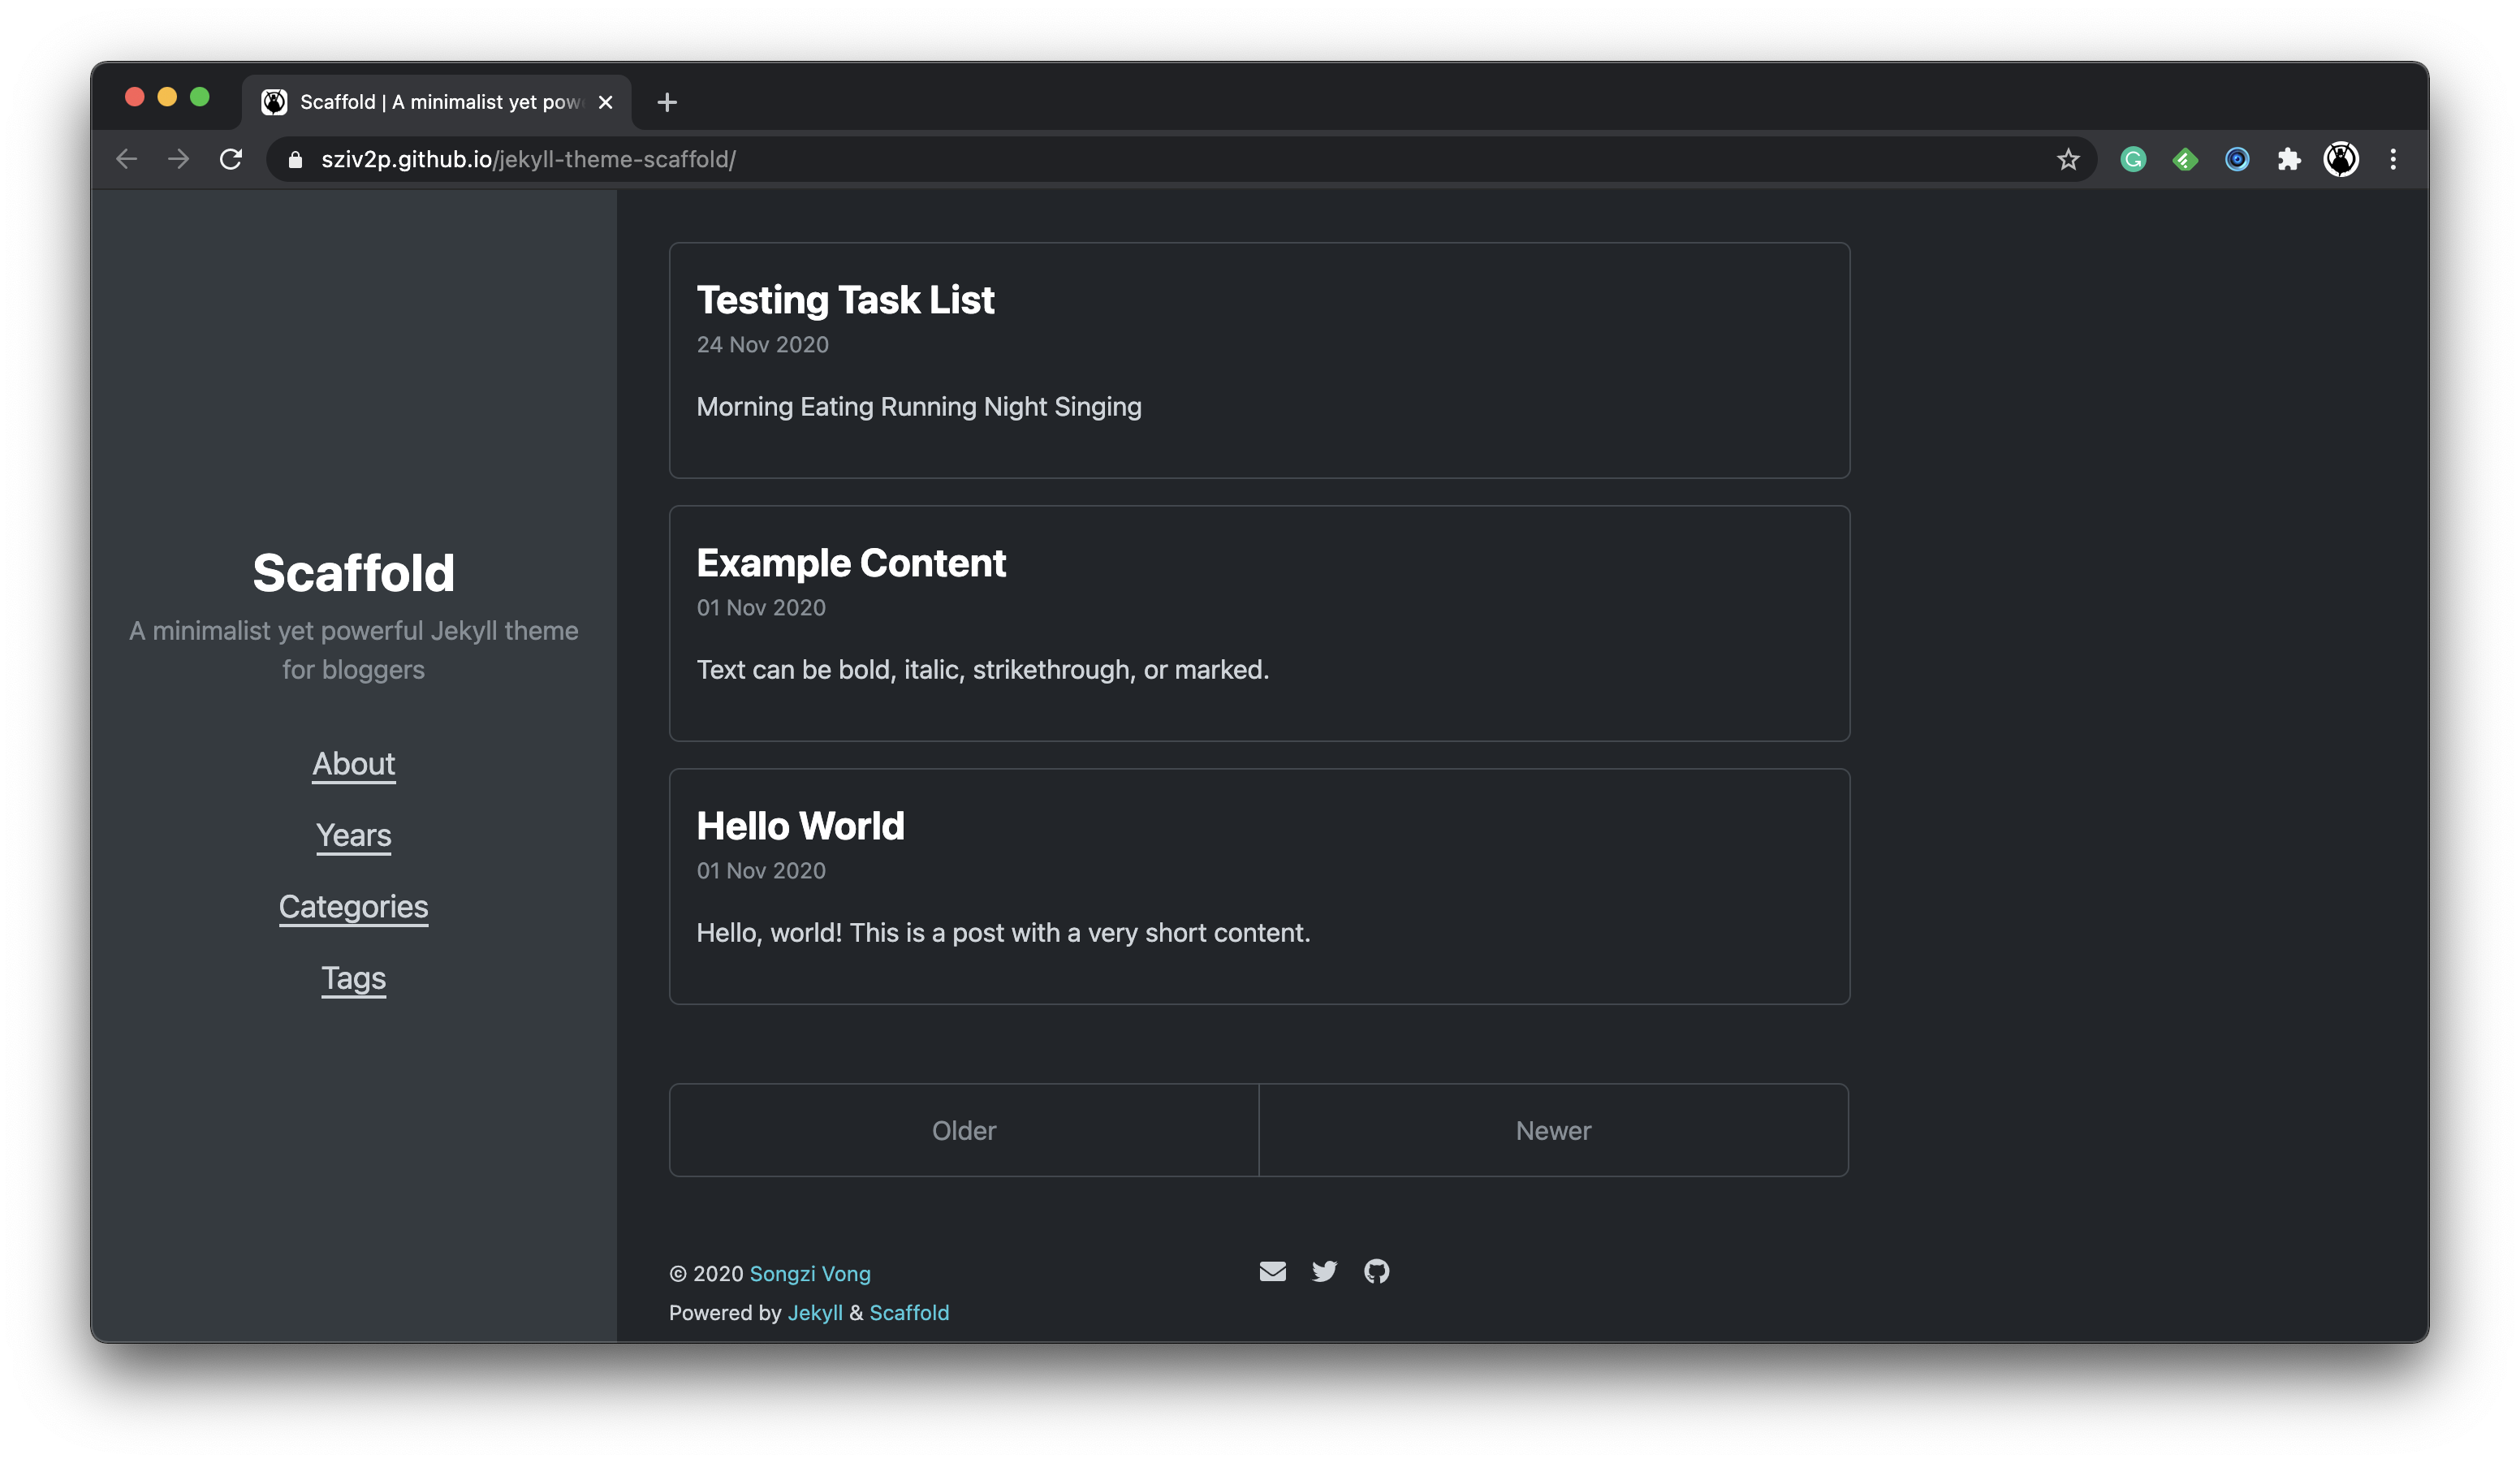 Scaffold | A minimalist yet pow
sziv2p.github.io/jekyll-theme-scaffold/
Scaffold
A minimalist yet powerful Jekyll theme
for bloggers
About
Years
Categories
Tags
Testing Task List
24 Nov 2020
Morning Eating Running Night Singing
Example Content
01 Nov 2020
Text can be bold, italic, strikethrough, or marked.
Hello World
01 Nov 2020
Hello, world! This is a post with a very short content.
Older
Newer
© 2020 Songzi Vong
Powered by Jekyll & Scaffold